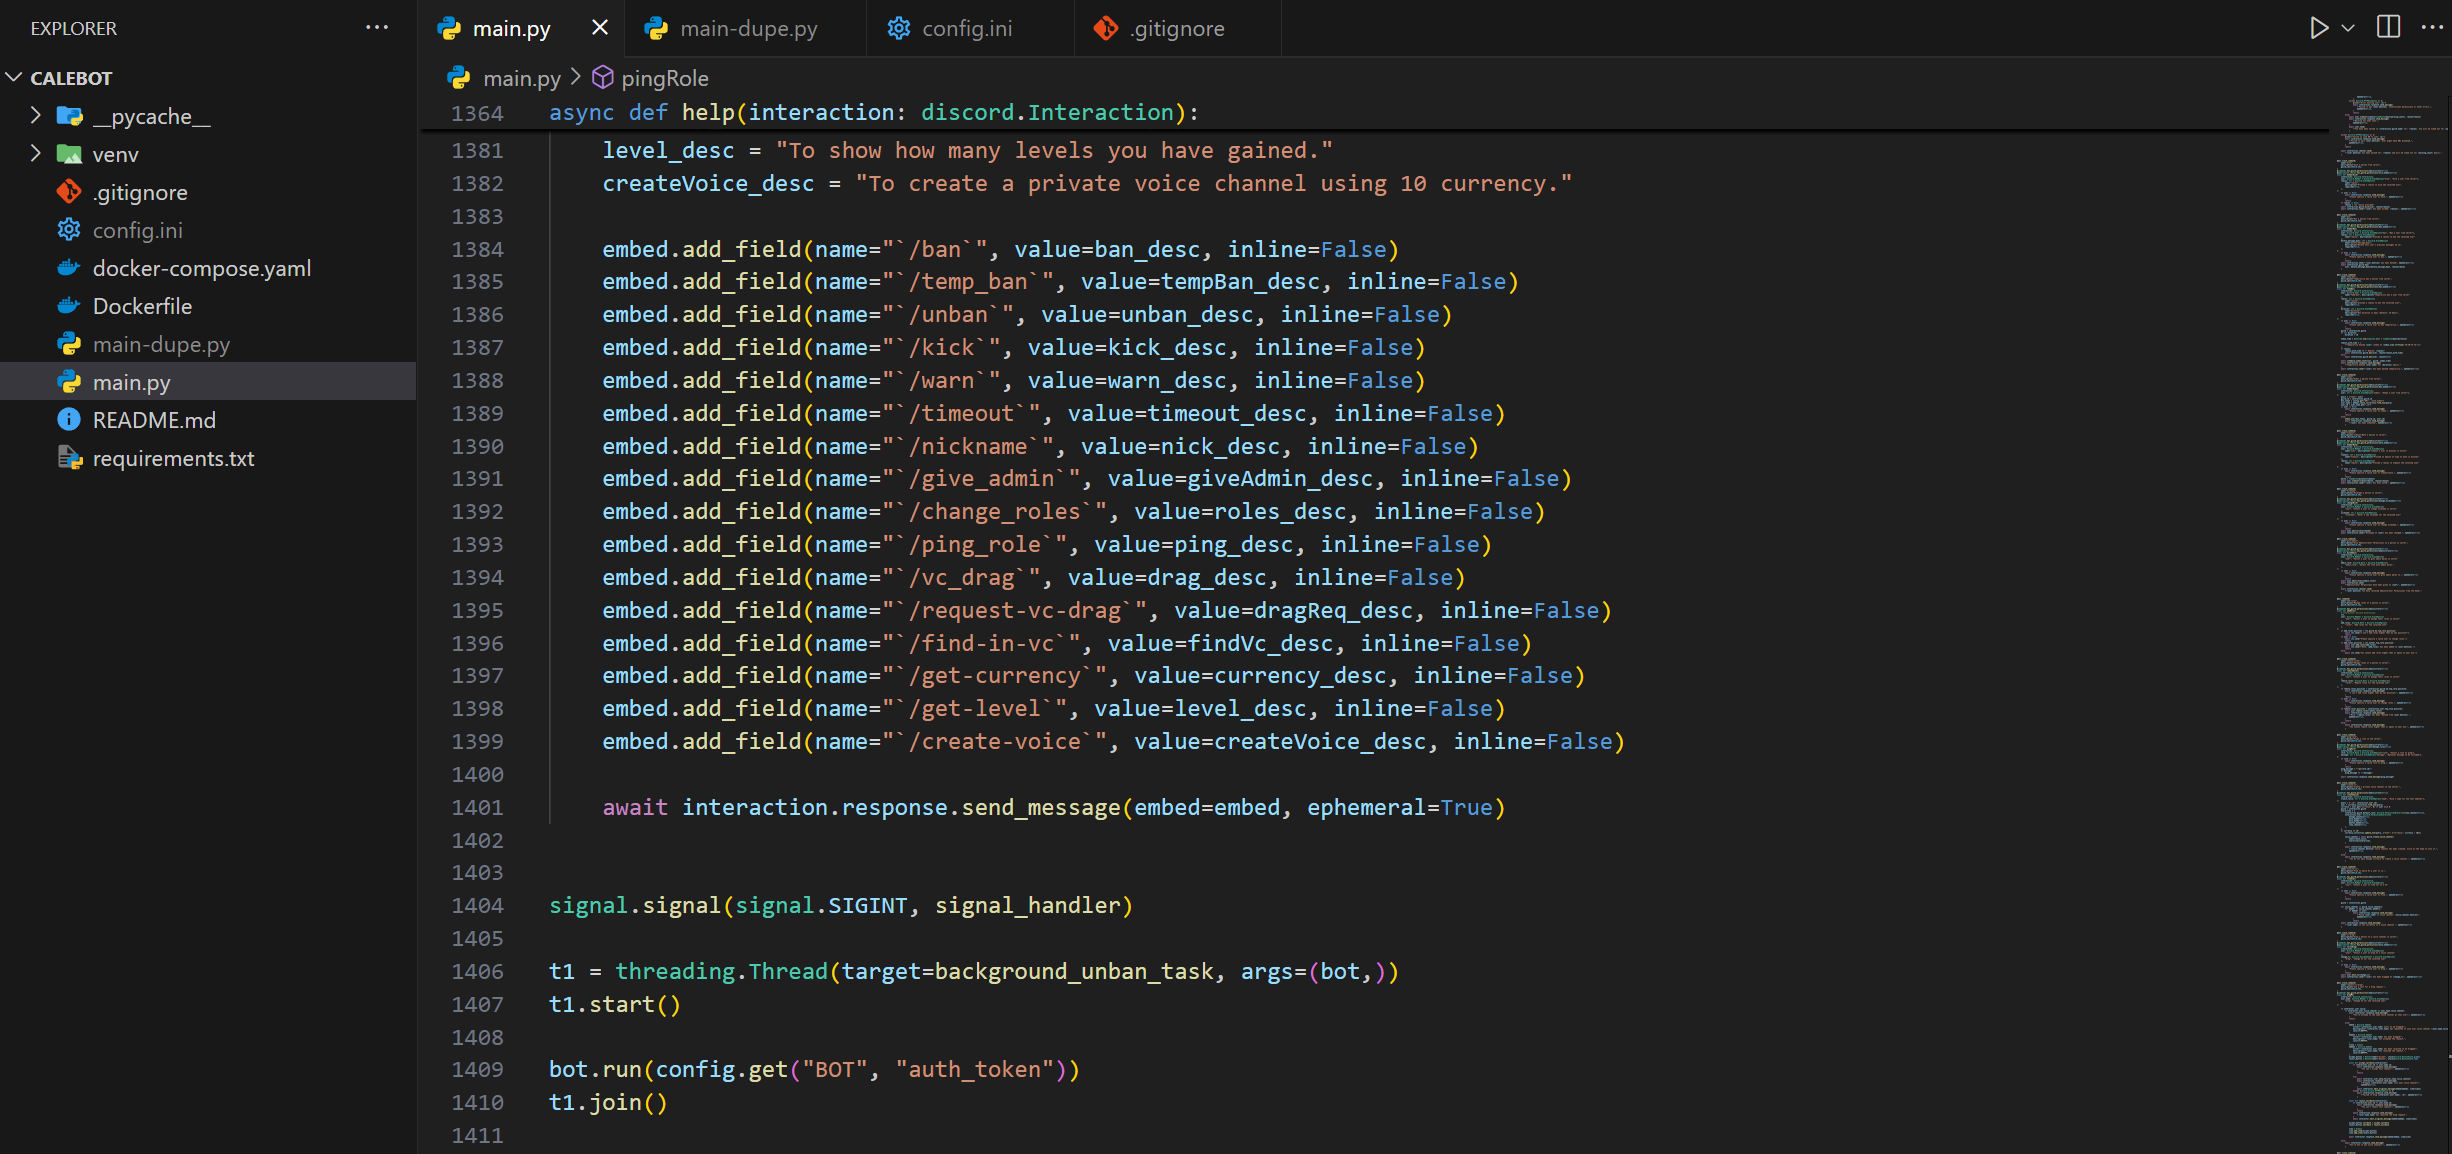 EXPLORER
CALEBOT
__pycache__
venv
.gitignore
config.ini
docker-compose.yaml
Dockerfile
main-dupe.py
main.py
README.md
requirements.txt
main.py
main-dupe.py
config.ini
.gitignore
main.py > pingRole
1364 async def help(interaction: discord.Interaction):
1381     level_desc = "To show how many levels you have gained."
1382     createVoice_desc = "To create a private voice channel using 10 currency."
1383
1384     embed.add_field(name="`/ban`", value=ban_desc, inline=False)
1385     embed.add_field(name="`/temp_ban`", value=tempBan_desc, inline=False)
1386     embed.add_field(name="`/unban`", value=unban_desc, inline=False)
1387     embed.add_field(name="`/kick`", value=kick_desc, inline=False)
1388     embed.add_field(name="`/warn`", value=warn_desc, inline=False)
1389     embed.add_field(name="`/timeout`", value=timeout_desc, inline=False)
1390     embed.add_field(name="`/nickname`", value=nick_desc, inline=False)
1391     embed.add_field(name="`/give_admin`", value=giveAdmin_desc, inline=False)
1392     embed.add_field(name="`/change_roles`", value=roles_desc, inline=False)
1393     embed.add_field(name="`/ping_role`", value=ping_desc, inline=False)
1394     embed.add_field(name="`/vc_drag`", value=drag_desc, inline=False)
1395     embed.add_field(name="`/request-vc-drag`", value=dragReq_desc, inline=False)
1396     embed.add_field(name="`/find-in-vc`", value=findVc_desc, inline=False)
1397     embed.add_field(name="`/get-currency`", value=currency_desc, inline=False)
1398     embed.add_field(name="`/get-level`", value=level_desc, inline=False)
1399     embed.add_field(name="`/create-voice`", value=createVoice_desc, inline=False)
1400
1401     await interaction.response.send_message(embed=embed, ephemeral=True)
1402
1403
1404 signal.signal(signal.SIGINT, signal_handler)
1405
1406 t1 = threading.Thread(target=background_unban_task, args=(bot,))
1407 t1.start()
1408
1409 bot.run(config.get("BOT", "auth_token"))
1410 t1.join()
1411